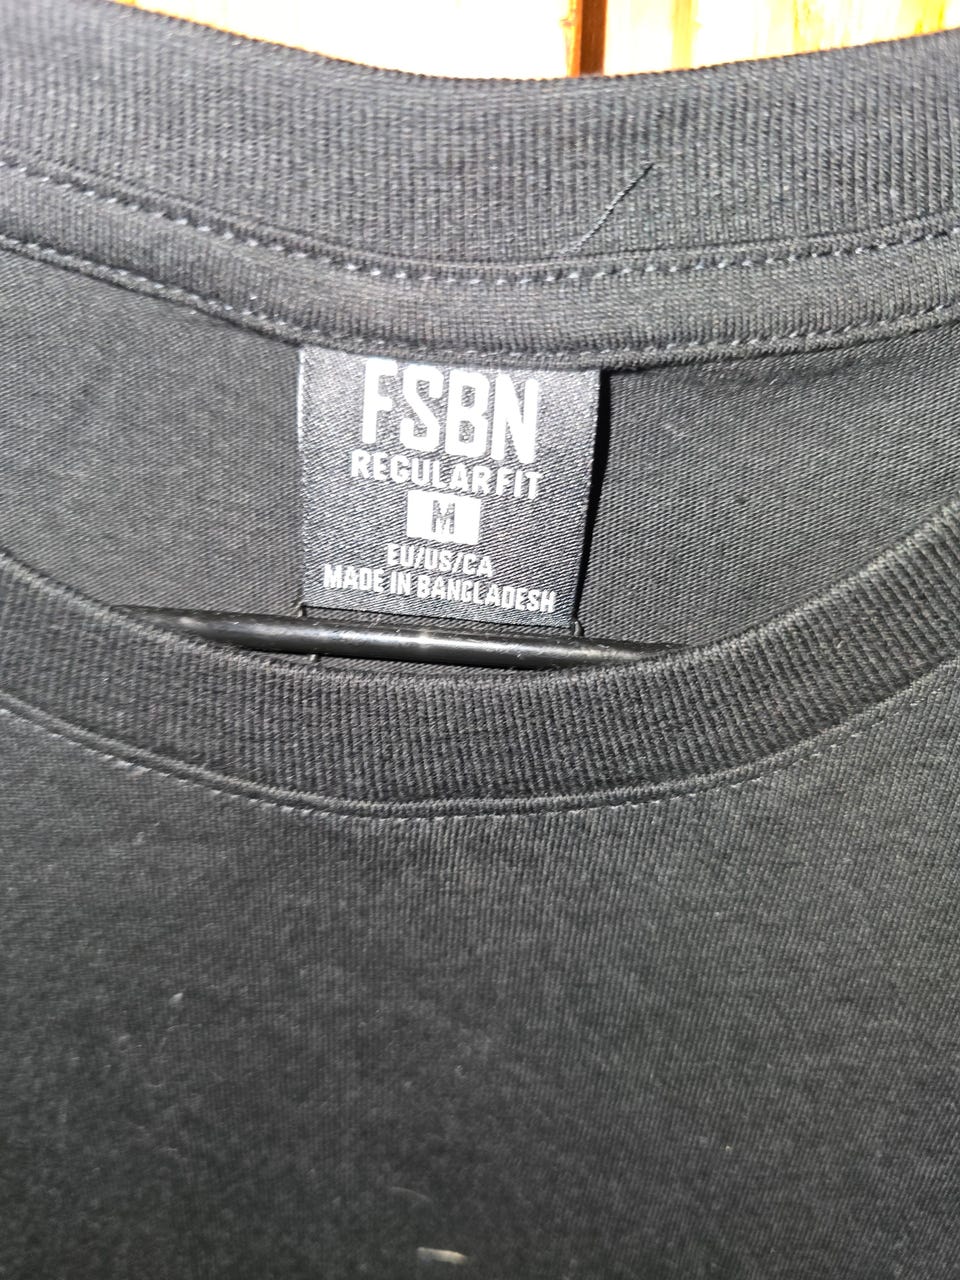 FSBN
REGULAR FIT
M
EU/US/CA
MADE IN BANGLADESH